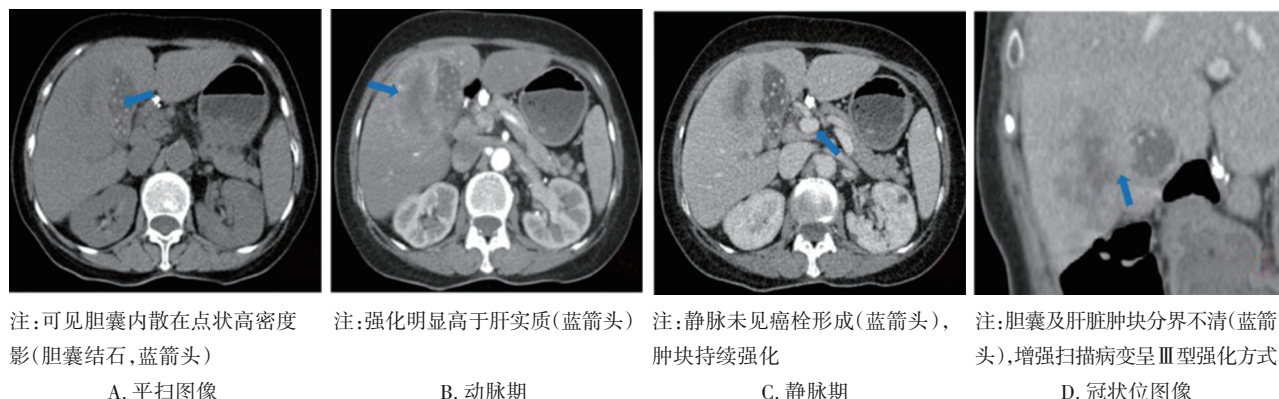 注:可见胆囊内散在点状高密度
影(胆囊结石,蓝箭头)
A. 平扫图像
注:强化明显高于肝实质(蓝箭头)
B. 动脉期
注:静脉未见癌栓形成(蓝箭头),
肿块持续强化
C. 静脉期
注:胆囊及肝脏肿块分界不清(蓝箭
头),增强扫描病变呈Ⅲ型强化方式
D. 冠状位图像